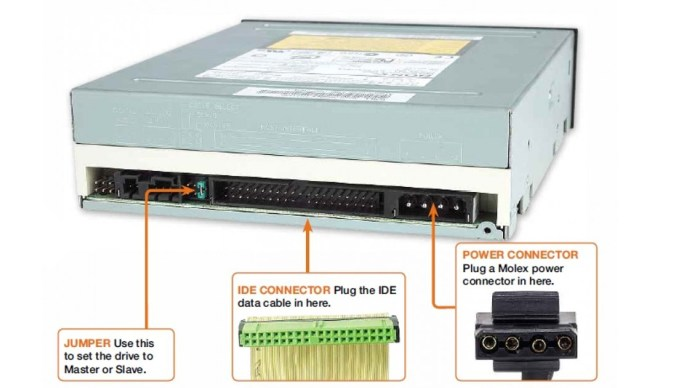 POWER CONNECTOR
Plug a Molex power
connector in here.
IDE CONNECTOR Plug the IDE
data cable in here.
JUMPER Use this
to set the drive to
Master or Slave.